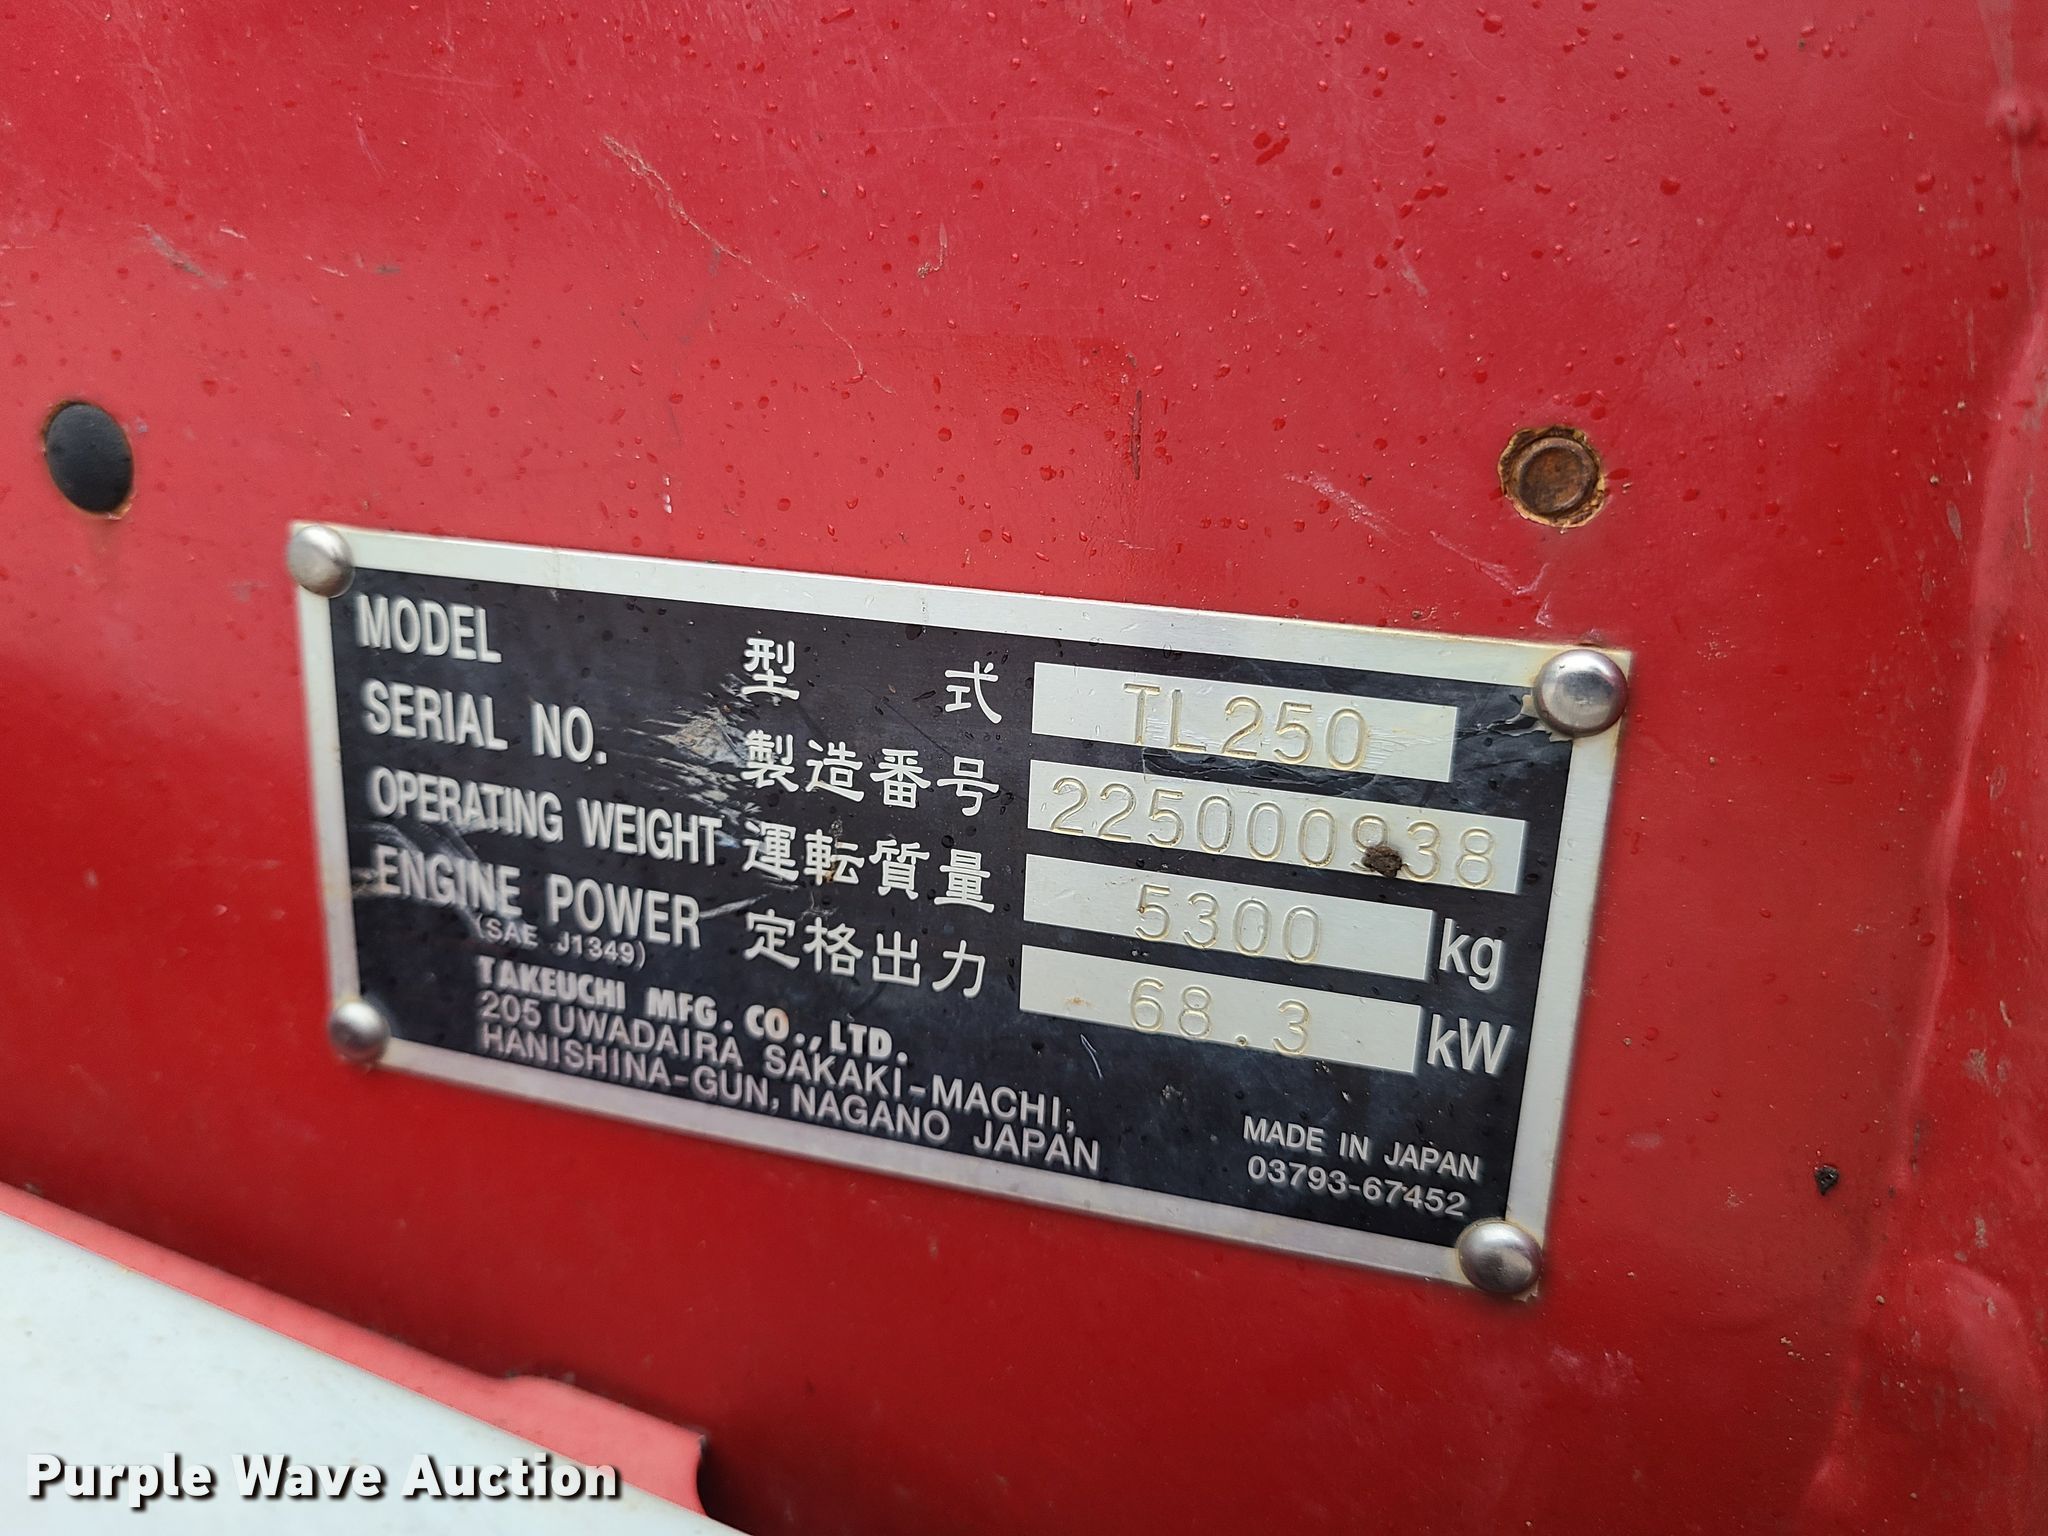 MODEL 型 式 TL250
SERIAL NO. 製造番号 225000938
OPERATING WEIGHT 運転質量 5300 kg
ENGINE POWER 定格出力 68.3 kW
(SAE J1349)
TAKEUCHI MFG. CO., LTD.
205 UWADAIRA SAKAKI-MACHI,
HANISHINA-GUN, NAGANO JAPAN
MADE IN JAPAN
03793-67452
Purple Wave Auction